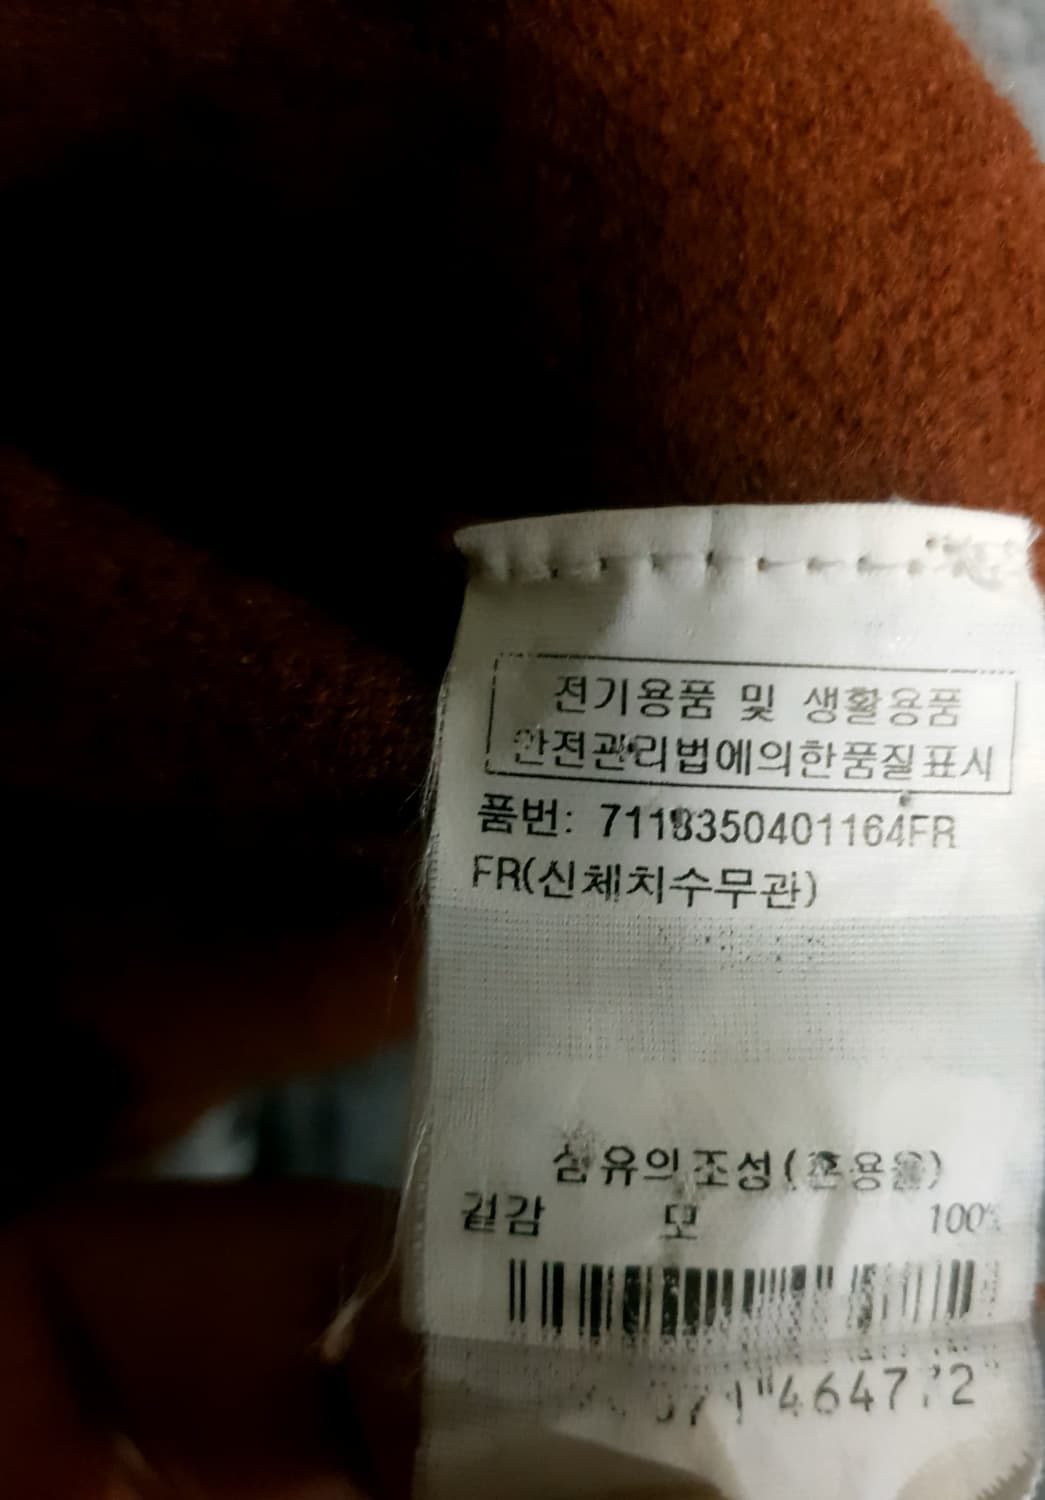 전기용품 및 생활용품
안전관리법에의한품질표시
품번: 7118350401164FR
FR(신체치수무관)
섬유의조성(혼용율)
겉감 모 100%